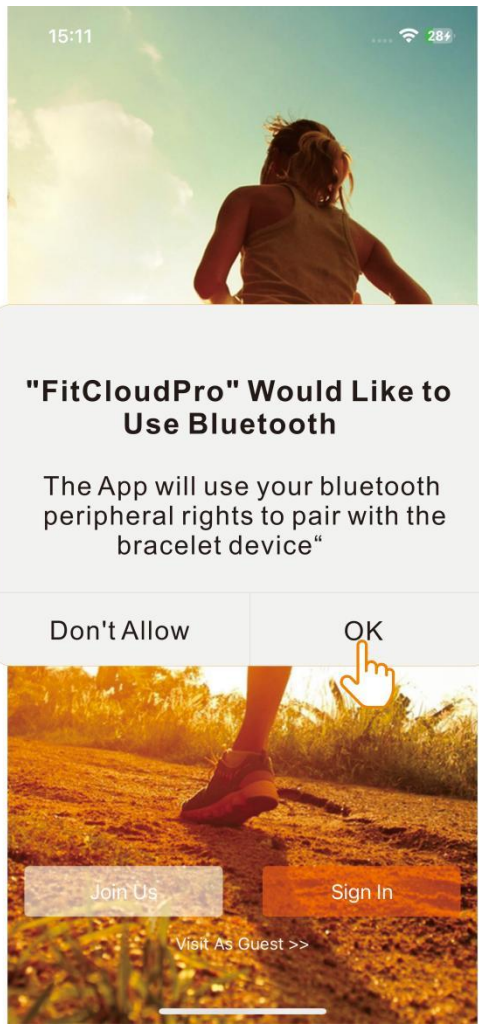 15:11
28
"FitCloudPro" Would Like to
Use Bluetooth
The App will use your bluetooth
peripheral rights to pair with the
bracelet device“
Don't Allow
OK
Join Us
Sign In
Visit As Guest >>